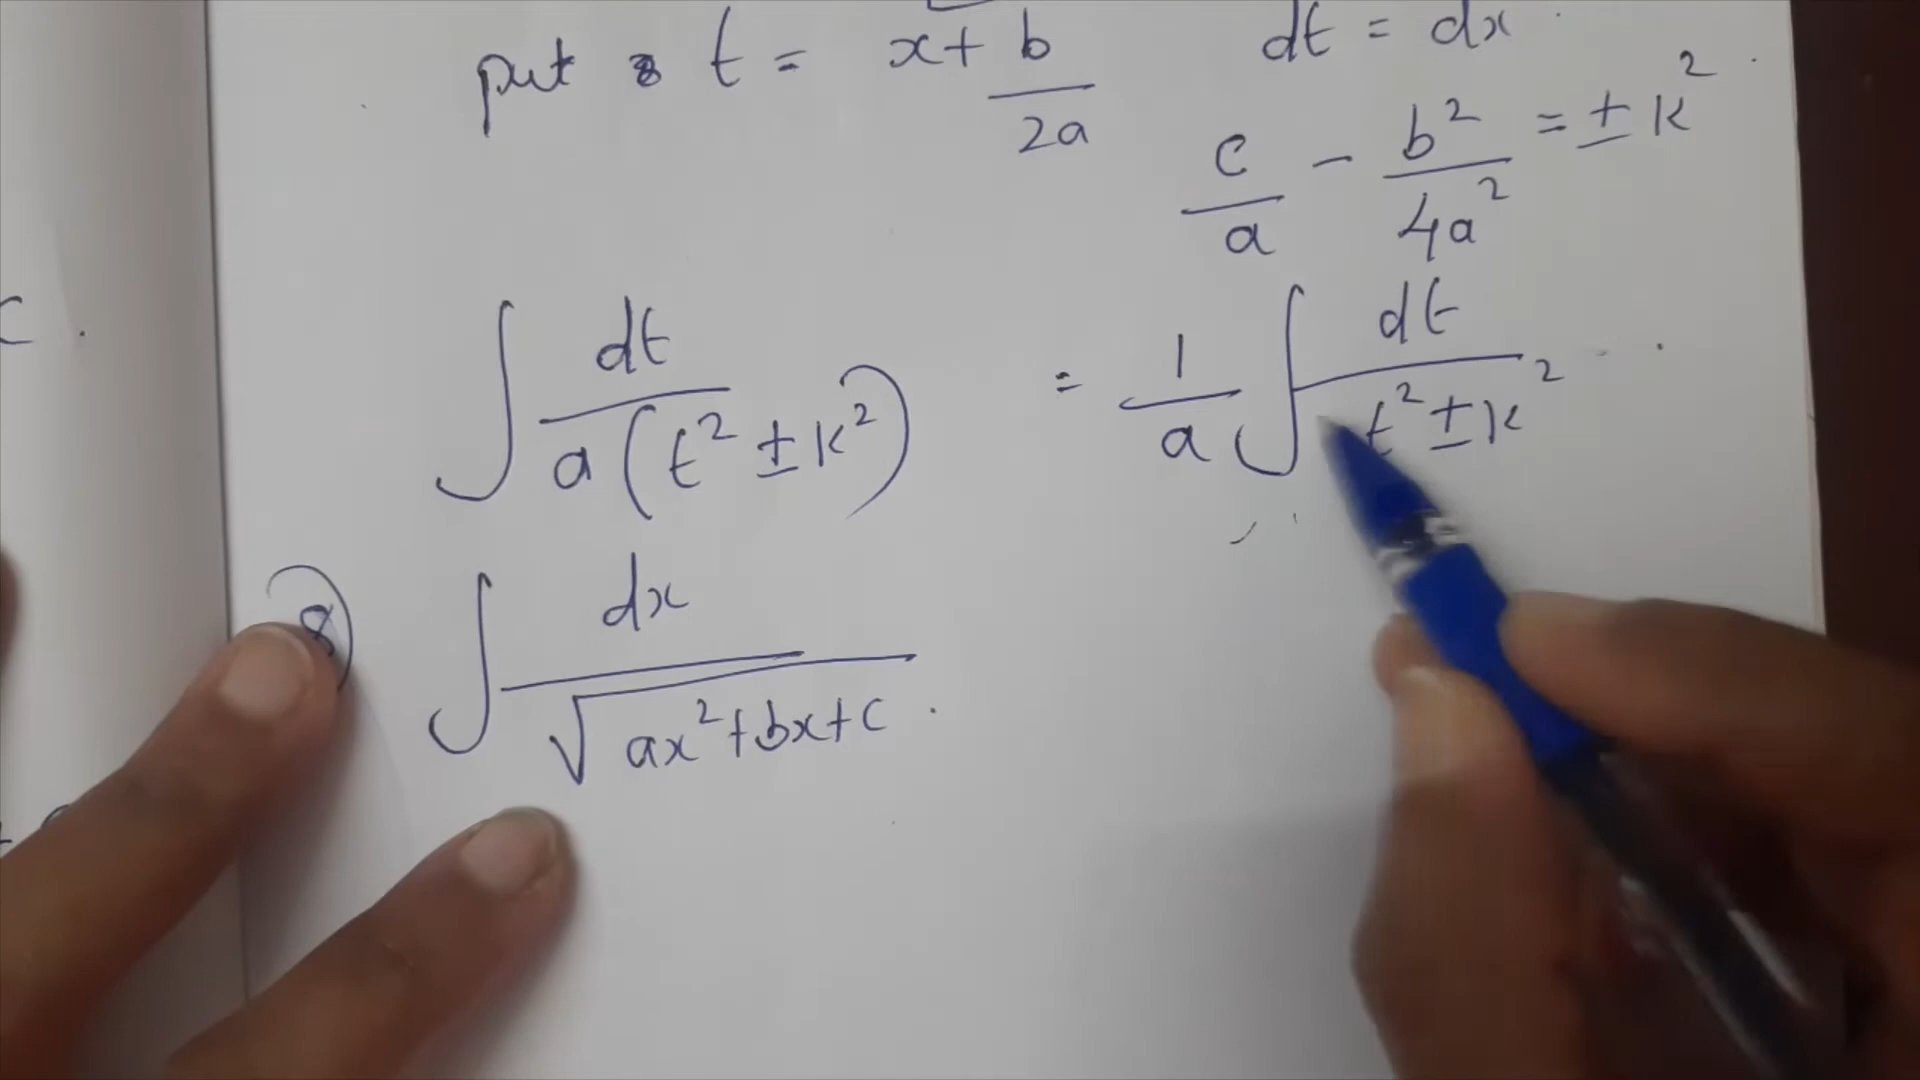 put t = x + b/2a    dt = dx
c/a - b²/4a² = ± k².
∫ dt / a(t² ± k²) = 1/a ∫ dt / t² ± k²
8) ∫ dx / √ax²+bx+c .
c .